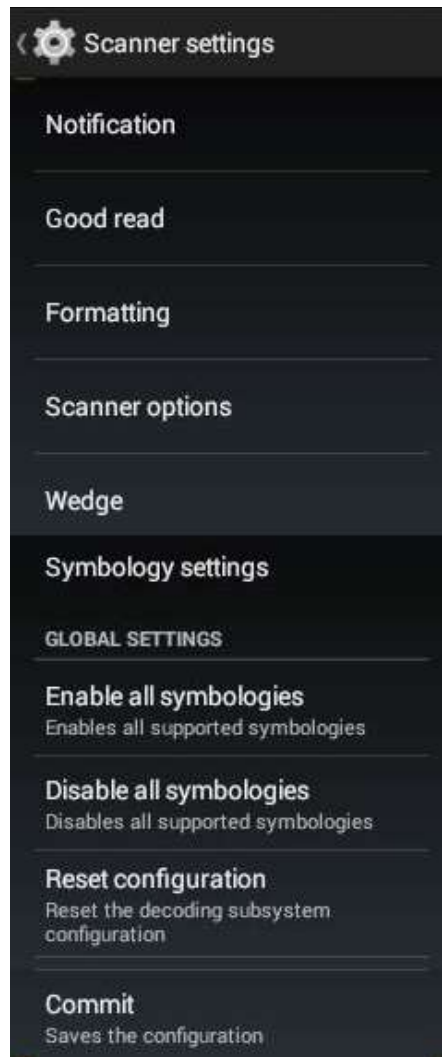 Scanner settings
Notification
Good read
Formatting
Scanner options
Wedge
Symbology settings
GLOBAL SETTINGS
Enable all symbologies
Enables all supported symbologies
Disable all symbologies
Disables all supported symbologies
Reset configuration
Reset the decoding subsystem
configuration
Commit
Saves the configuration